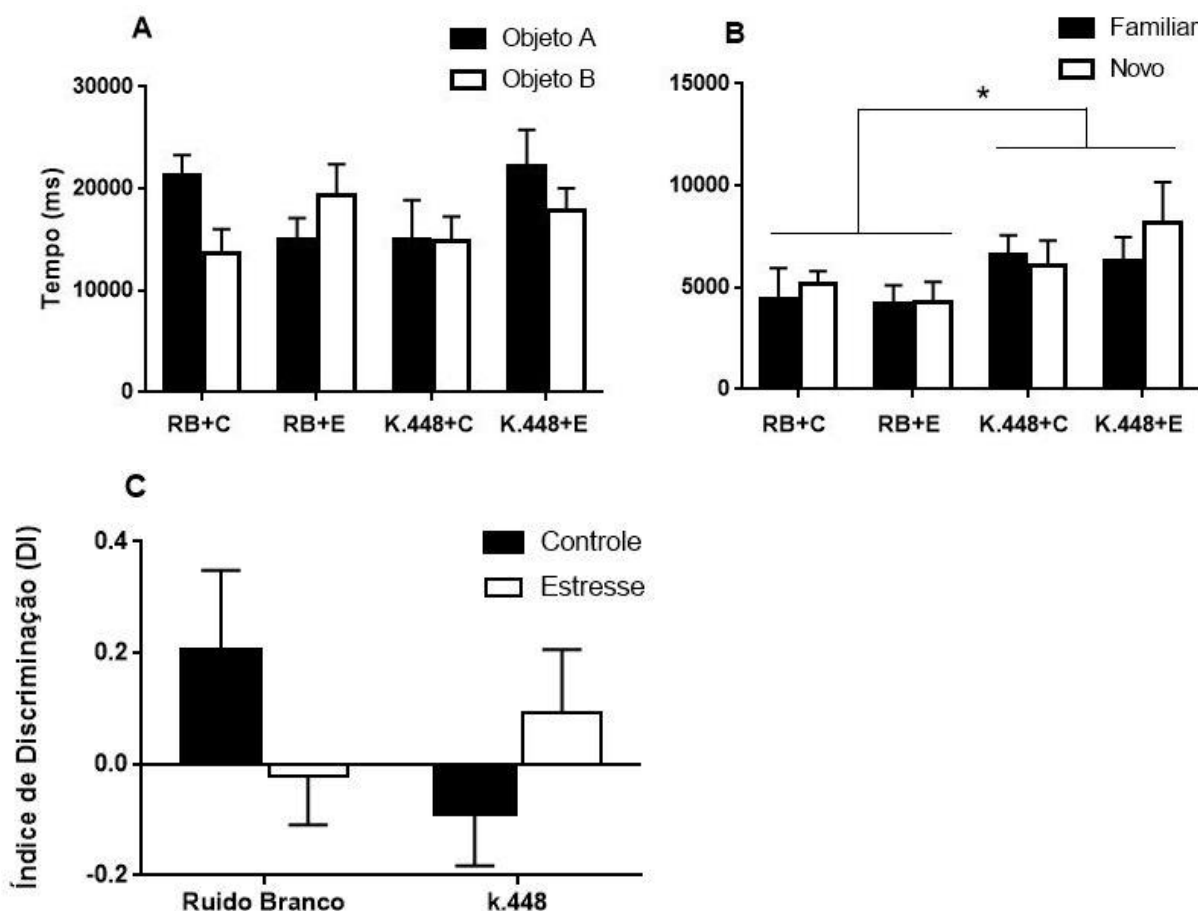 A
Objeto A
Objeto B
Tempo (ms)
30000
20000
10000
0
RB+C RB+E K.448+C K.448+E
B
Familiar
Novo
*
15000
10000
5000
0
RB+C RB+E K.448+C K.448+E
C
Controle
Estresse
Índice de Discriminação (DI)
0.4
0.2
0.0
-0.2
Ruido Branco k.448